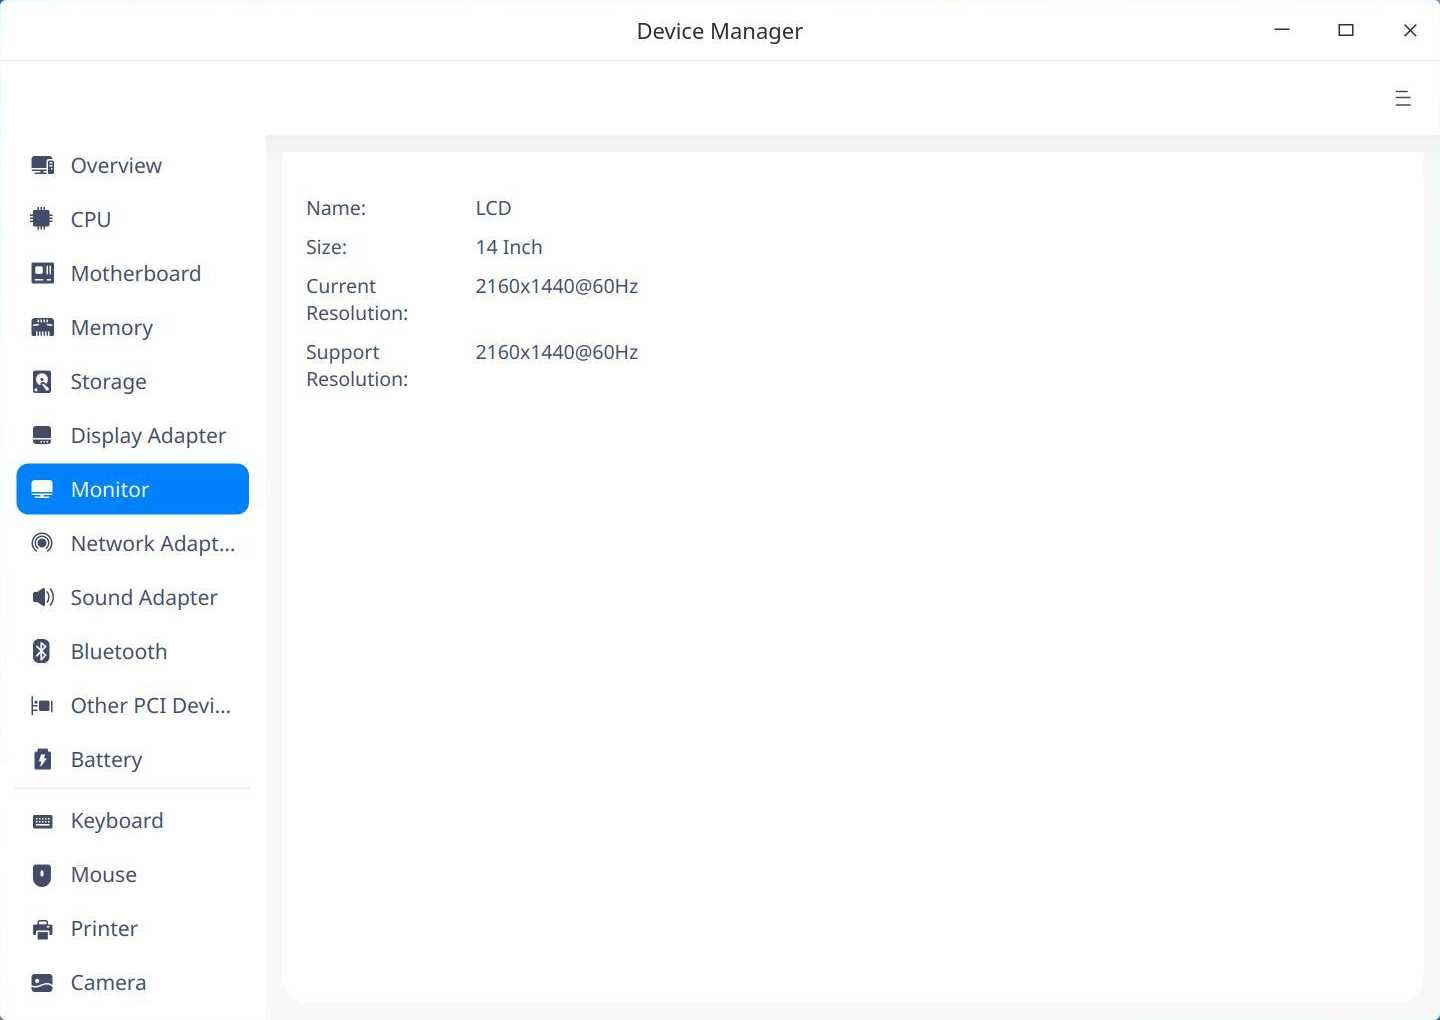 Device Manager
Overview
CPU
Motherboard
Memory
Storage
Display Adapter
Monitor
Network Adapt...
Sound Adapter
Bluetooth
Other PCI Devi...
Battery
Keyboard
Mouse
Printer
Camera
Name: LCD
Size: 14 Inch
Current 2160x1440@60Hz
Resolution:
Support 2160x1440@60Hz
Resolution: